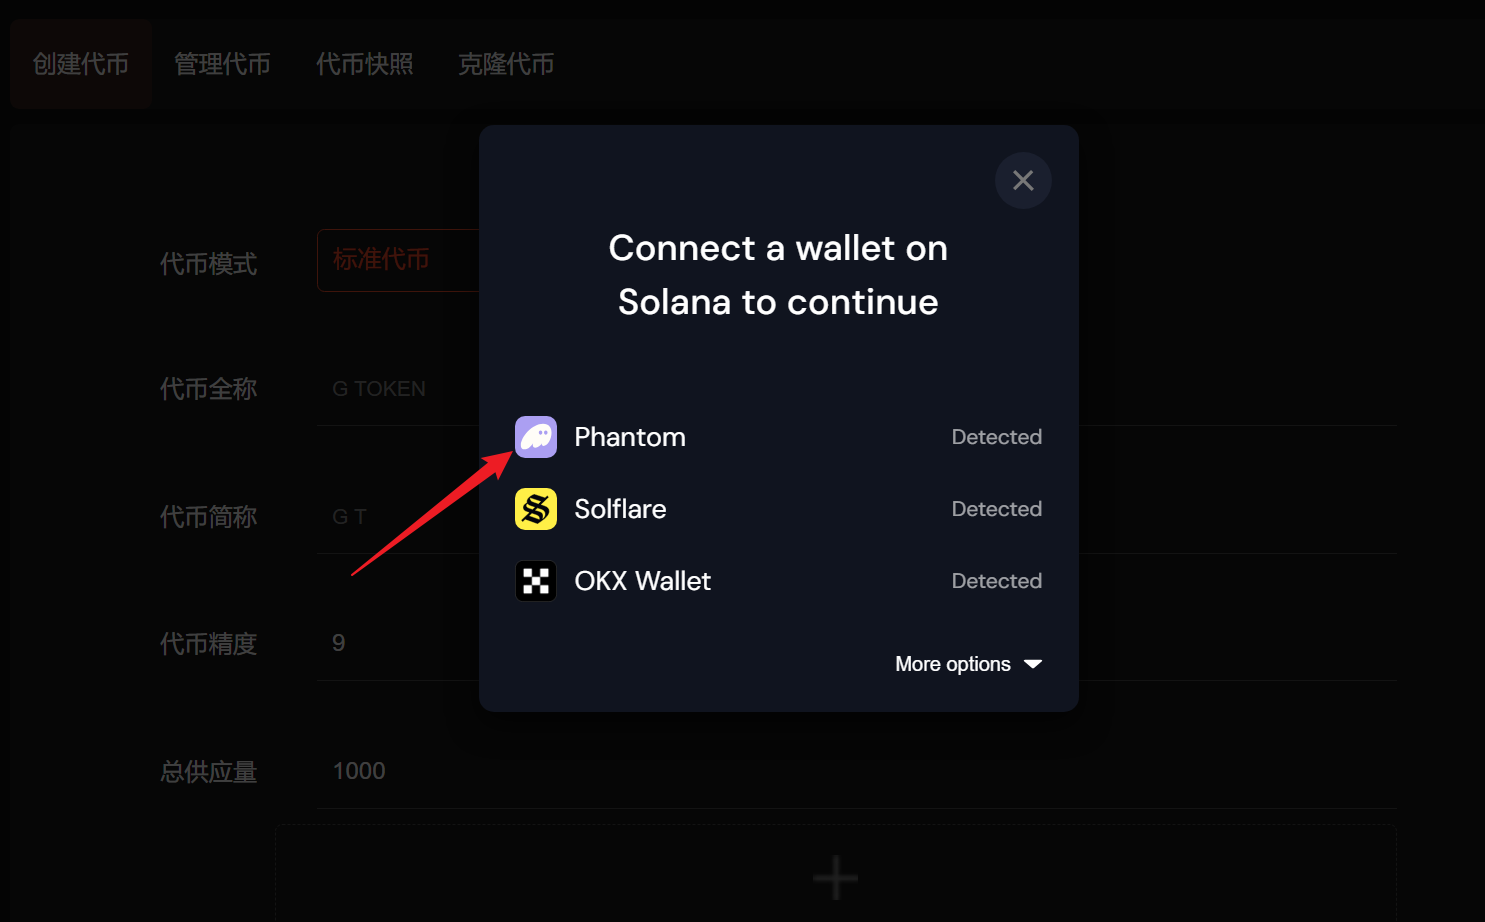 创建代币
管理代币
代币快照
克隆代币
Connect a wallet on
Solana to continue
代币模式
标准代币
代币全称
G TOKEN
Phantom
Detected
代币简称
G T
Solflare
Detected
OKX Wallet
Detected
代币精度
9
More options
总供应量
1000